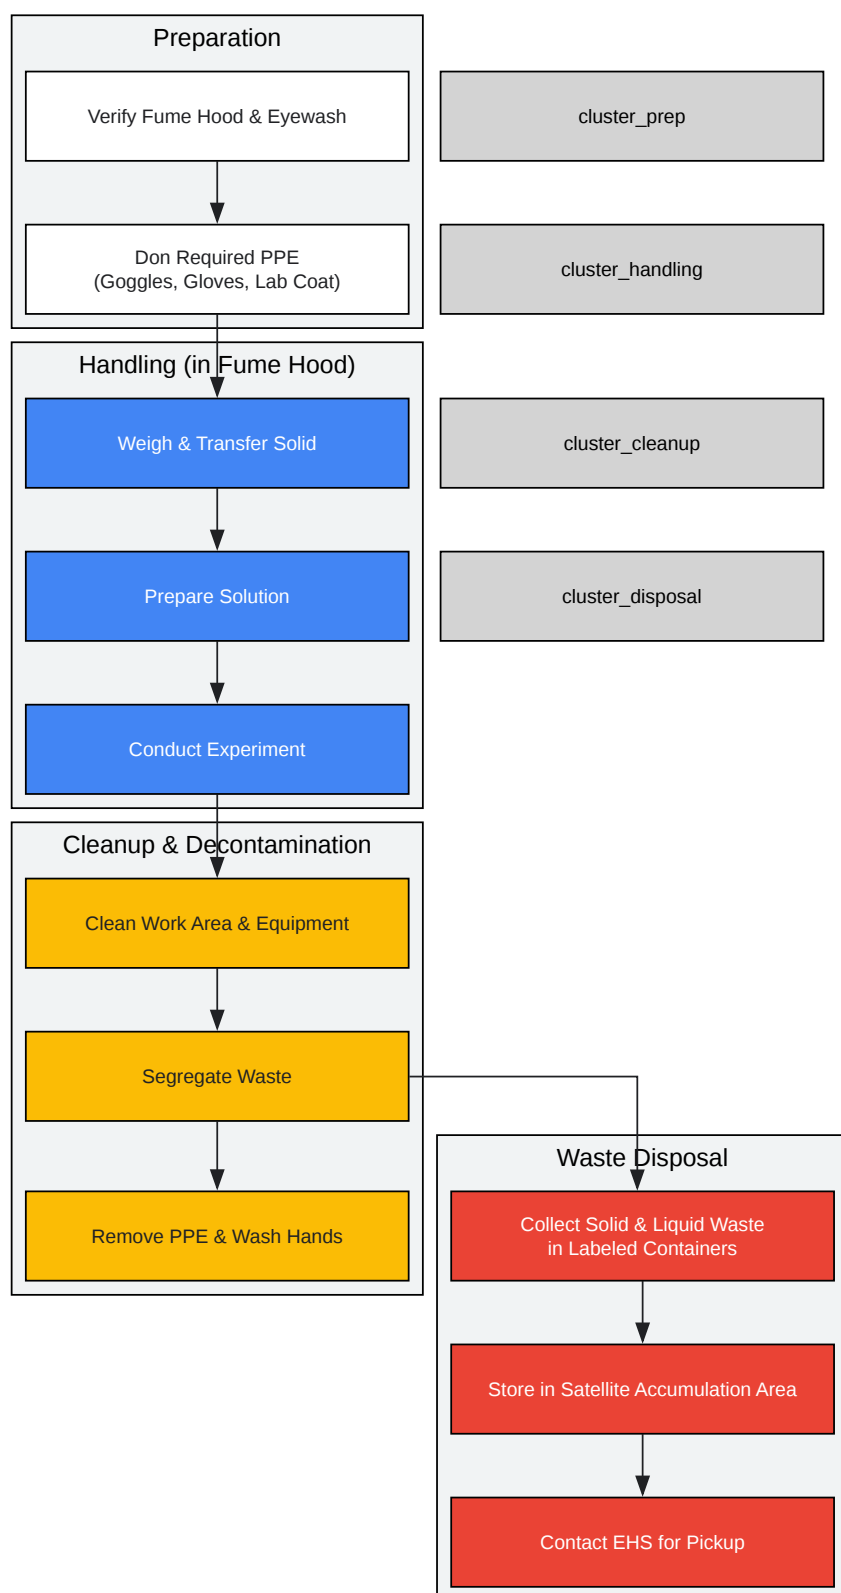 Preparation
Verify Fume Hood & Eyewash
cluster_prep
Don Required PPE
(Goggles, Gloves, Lab Coat)
cluster_handling
Handling (in Fume Hood)
Weigh & Transfer Solid
cluster_cleanup
Prepare Solution
cluster_disposal
Conduct Experiment
Cleanup & Decontamination
Clean Work Area & Equipment
Segregate Waste
Remove PPE & Wash Hands
Waste Disposal
Collect Solid & Liquid Waste
in Labeled Containers
Store in Satellite Accumulation Area
Contact EHS for Pickup